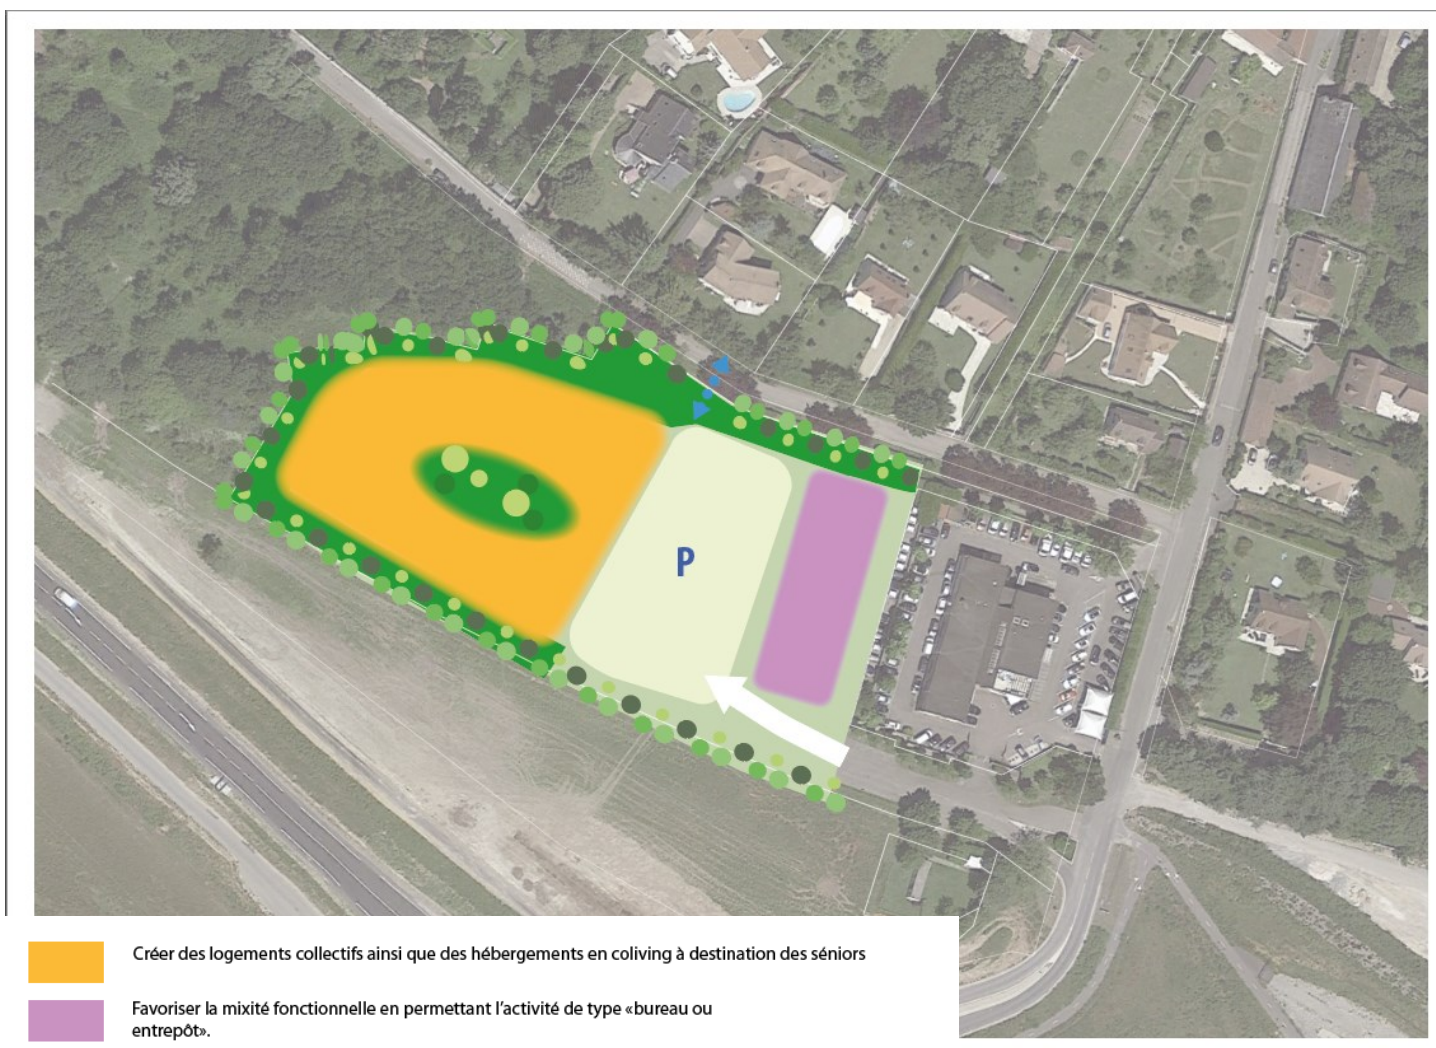 P
Créer des logements collectifs ainsi que des hébergements en coliving à destination des séniors
Favoriser la mixité fonctionnelle en permettant l’activité de type «bureau ou
entrepôt».